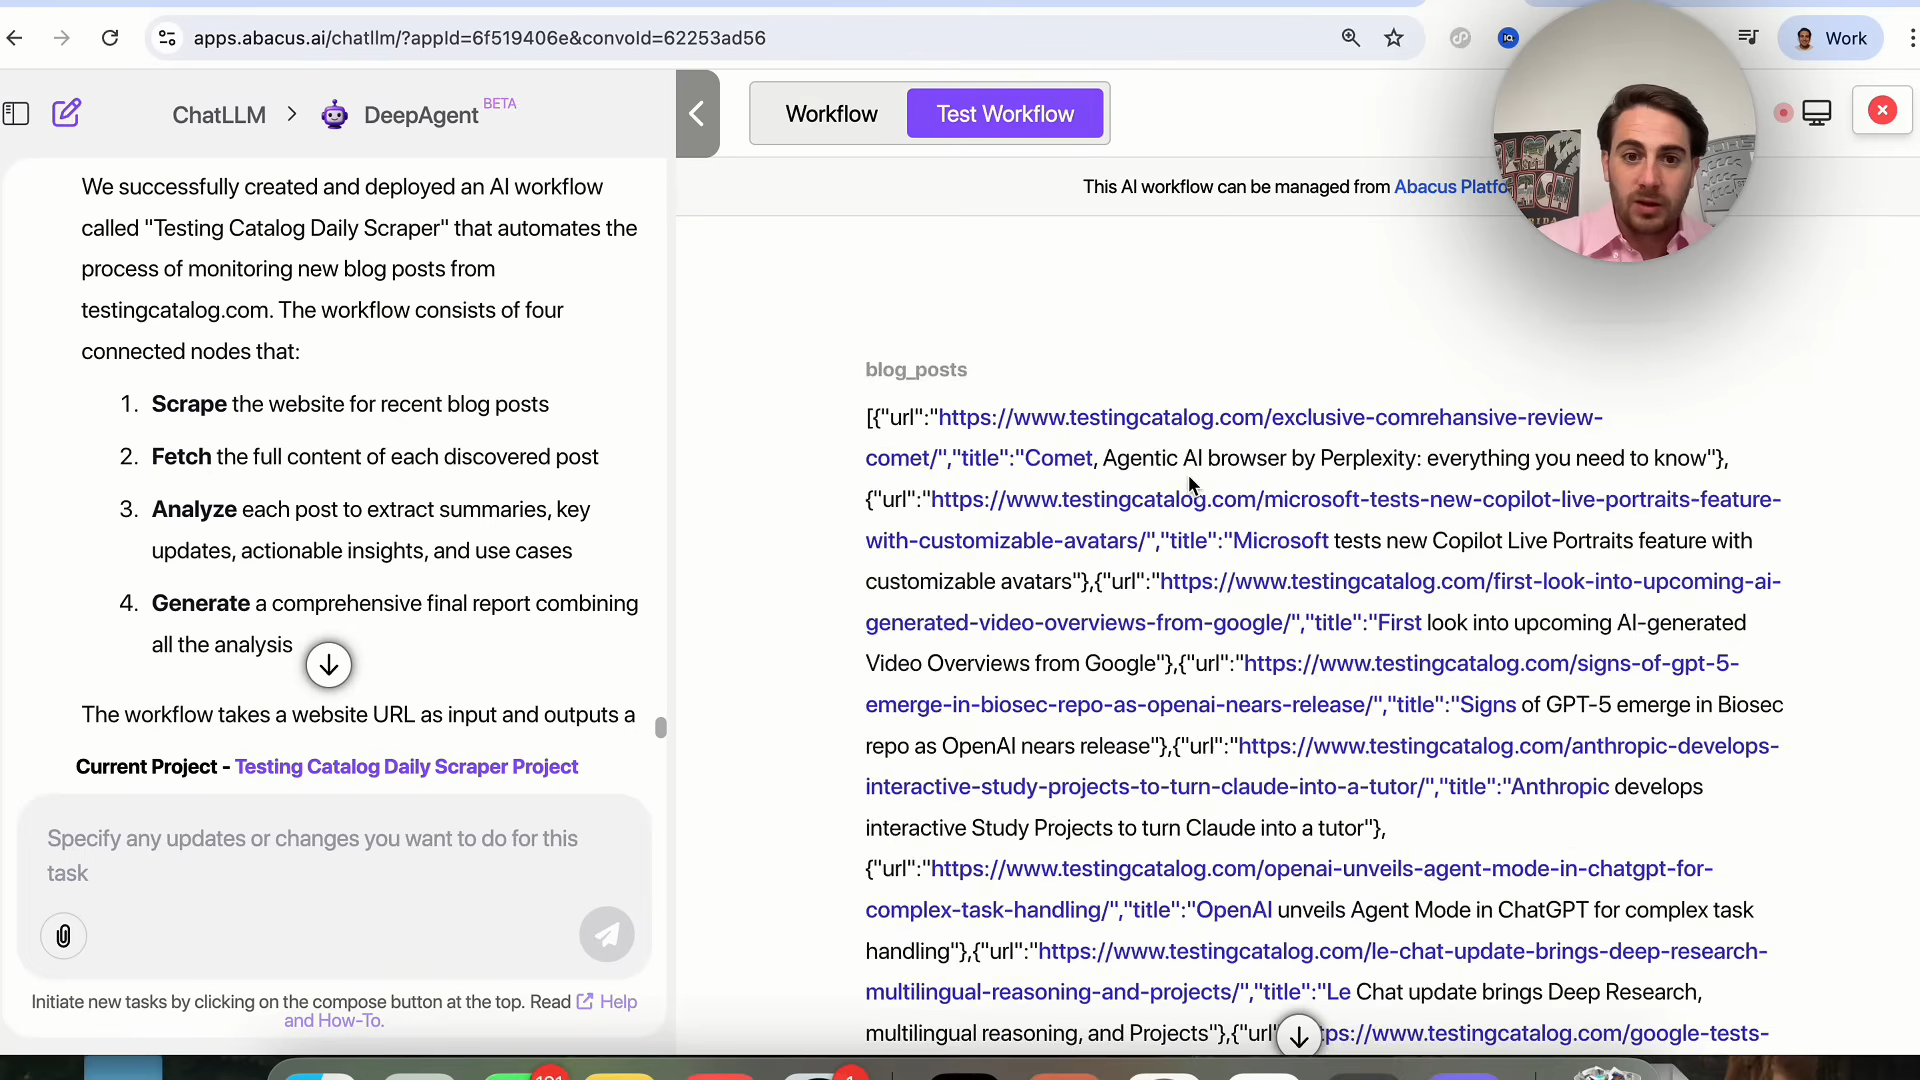 apps.abacus.ai/chatllm/?appId=6f519406e&convoId=62253ad56
Work
ChatLLM > DeepAgent BETA
Workflow
Test Workflow
This AI workflow can be managed from Abacus
We successfully created and deployed an AI workflow
called "Testing Catalog Daily Scraper" that automates the
process of monitoring new blog posts from
testingcatalog.com. The workflow consists of four
connected nodes that:
1. Scrape the website for recent blog posts
2. Fetch the full content of each discovered post
3. Analyze each post to extract summaries, key
updates, actionable insights, and use cases
4. Generate a comprehensive final report combining
all the analysis
The workflow takes a website URL as input and outputs a
Current Project - Testing Catalog Daily Scraper Project
Specify any updates or changes you want to do for this
task
Initiate new tasks by clicking on the compose button at the top. Read Help
and How-To.
blog_posts
[{"url":"https://www.testingcatalog.com/exclusive-comrehansive-review-
comet/","title":"Comet, Agentic AI browser by Perplexity: everything you need to know"},
{"url":"https://www.testingcatalog.com/microsoft-tests-new-copilot-live-portraits-feature-
with-customizable-avatars/","title":"Microsoft tests new Copilot Live Portraits feature with
customizable avatars"},{"url":"https://www.testingcatalog.com/first-look-into-upcoming-ai-
generated-video-overviews-from-google/","title":"First look into upcoming AI-generated
Video Overviews from Google"},{"url":"https://www.testingcatalog.com/signs-of-gpt-5-
emerge-in-biosec-repo-as-openai-nears-release/","title":"Signs of GPT-5 emerge in Biosec
repo as OpenAI nears release"},{"url":"https://www.testingcatalog.com/anthropic-develops-
interactive-study-projects-to-turn-claude-into-a-tutor/","title":"Anthropic develops
interactive Study Projects to turn Claude into a tutor"},
{"url":"https://www.testingcatalog.com/openai-unveils-agent-mode-in-chatgpt-for-
complex-task-handling/","title":"OpenAI unveils Agent Mode in ChatGPT for complex task
handling"},{"url":"https://www.testingcatalog.com/le-chat-update-brings-deep-research-
multilingual-reasoning-and-projects/","title":"Le Chat update brings Deep Research,
multilingual reasoning, and Projects"},{"url ps://www.testingcatalog.com/google-tests-